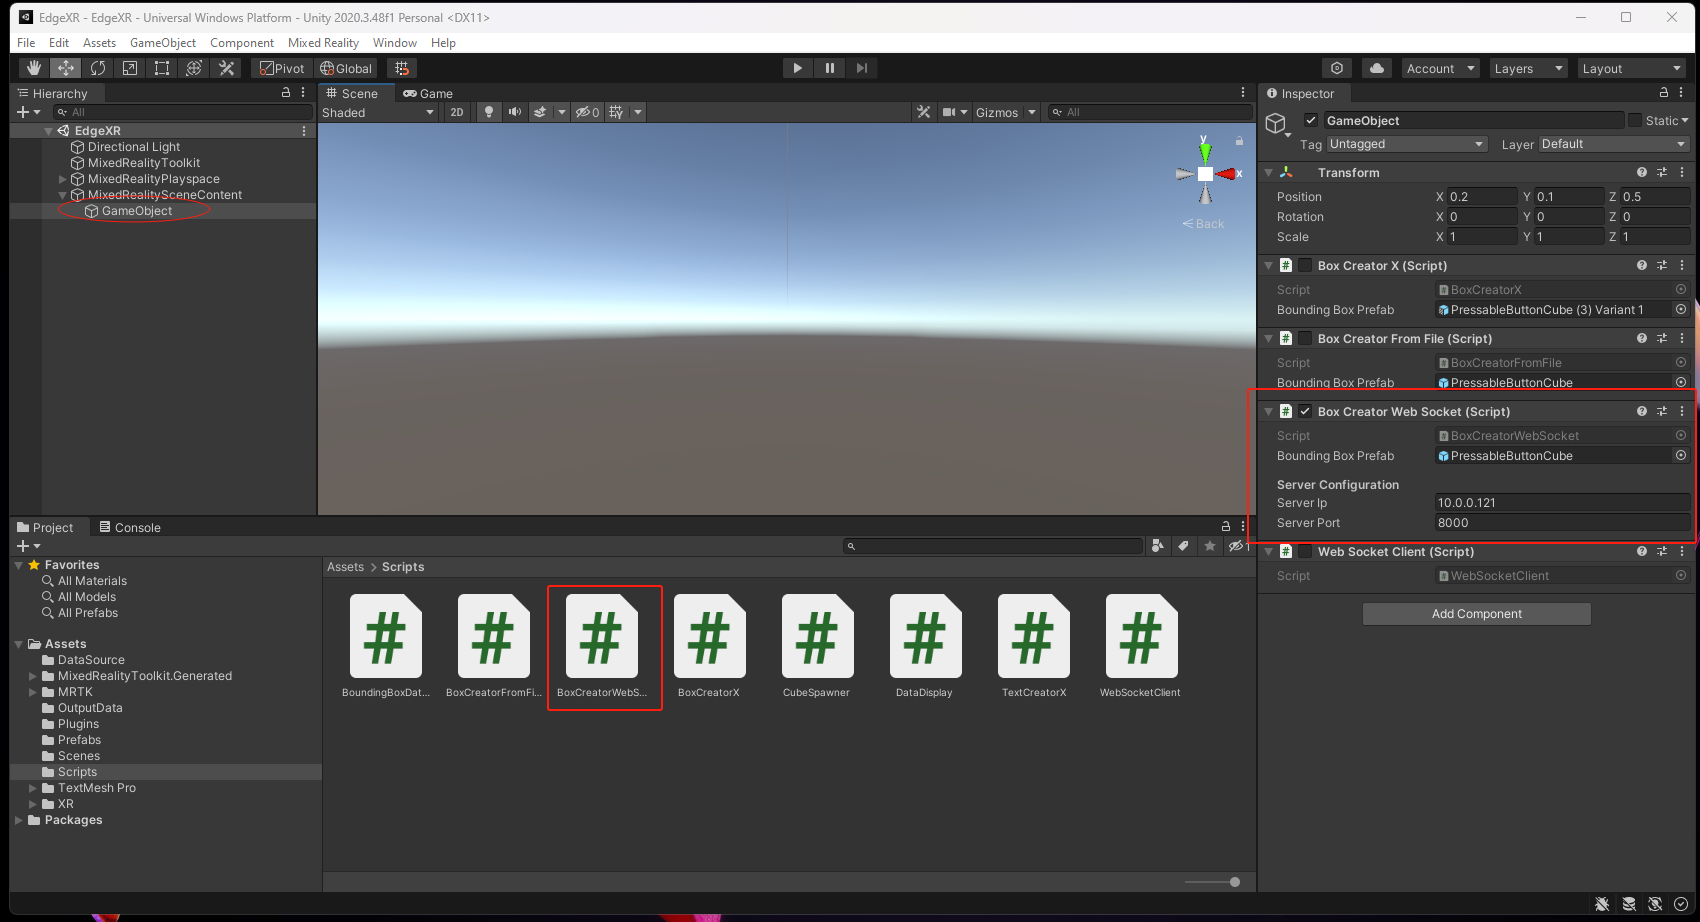 EdgeXR - EdgeXR - Universal Windows Platform - Unity 2020.3.48f1 Personal <DX11>
File Edit Assets GameObject Component Mixed Reality Window Help
Pivot Global Account Layers Layout
Hierarchy
All
EdgeXR
Directional Light
MixedRealityToolkit
MixedRealityPlayspace
MixedRealitySceneContent
GameObject
Scene Game
Shaded 2D 0 Gizmos All
y
x
Back
Inspector
GameObject Static
Tag Untagged Layer Default
Transform
Position X 0.2 Y 0.1 Z 0.5
Rotation X 0 Y 0 Z 0
Scale X 1 Y 1 Z 1
# Box Creator X (Script)
Script BoxCreatorX
Bounding Box Prefab PressableButtonCube (3) Variant 1
# Box Creator From File (Script)
Script BoxCreatorFromFile
Bounding Box Prefab PressableButtonCube
# Box Creator Web Socket (Script)
Script BoxCreatorWebSocket
Bounding Box Prefab PressableButtonCube
Server Configuration
Server Ip 10.0.0.121
Server Port 8000
# Web Socket Client (Script)
Script WebSocketClient
Add Component
Project Console
1
Favorites
All Materials
All Models
All Prefabs
Assets
DataSource
MixedRealityToolkit.Generated
MRTK
OutputData
Plugins
Prefabs
Scenes
Scripts
TextMesh Pro
XR
Packages
Assets > Scripts
# # # # # # # #
BoundingBoxDat... BoxCreatorFromFi... BoxCreatorWebS... BoxCreatorX CubeSpawner DataDisplay TextCreatorX WebSocketClient